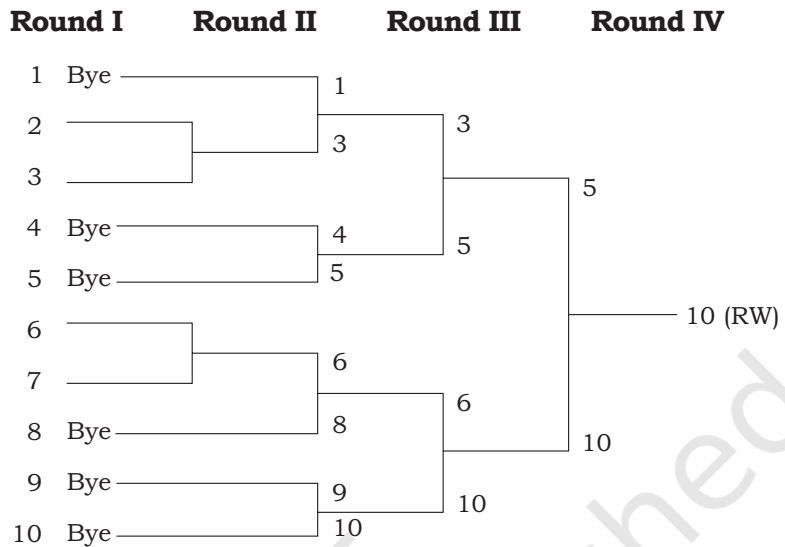 Round I Round II Round III Round IV
1 Bye 1
2 3
3 3
4 Bye 4 5
5 Bye 5 5
10 (RW)
6 6
7 6
8 Bye 8 10
9 Bye 9 10
10 Bye 10
shed